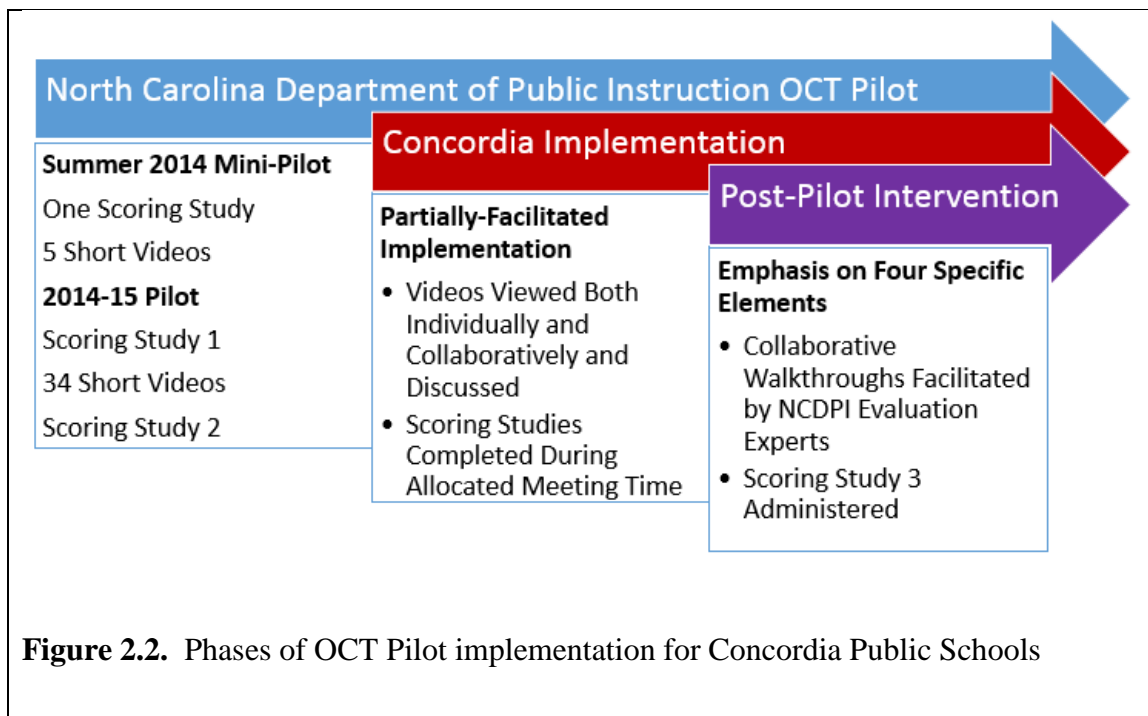 North Carolina Department of Public Instruction OCT Pilot
Summer 2014 Mini-Pilot
One Scoring Study
5 Short Videos
2014-15 Pilot
Scoring Study 1
34 Short Videos
Scoring Study 2
Concordia Implementation
Partially-Facilitated
Implementation
• Videos Viewed Both
Individually and
Collaboratively and
Discussed
• Scoring Studies
Completed During
Allocated Meeting Time
Post-Pilot Intervention
Emphasis on Four Specific
Elements
• Collaborative
Walkthroughs Facilitated
by NCDPI Evaluation
Experts
• Scoring Study 3
Administered
Figure 2.2. Phases of OCT Pilot implementation for Concordia Public Schools